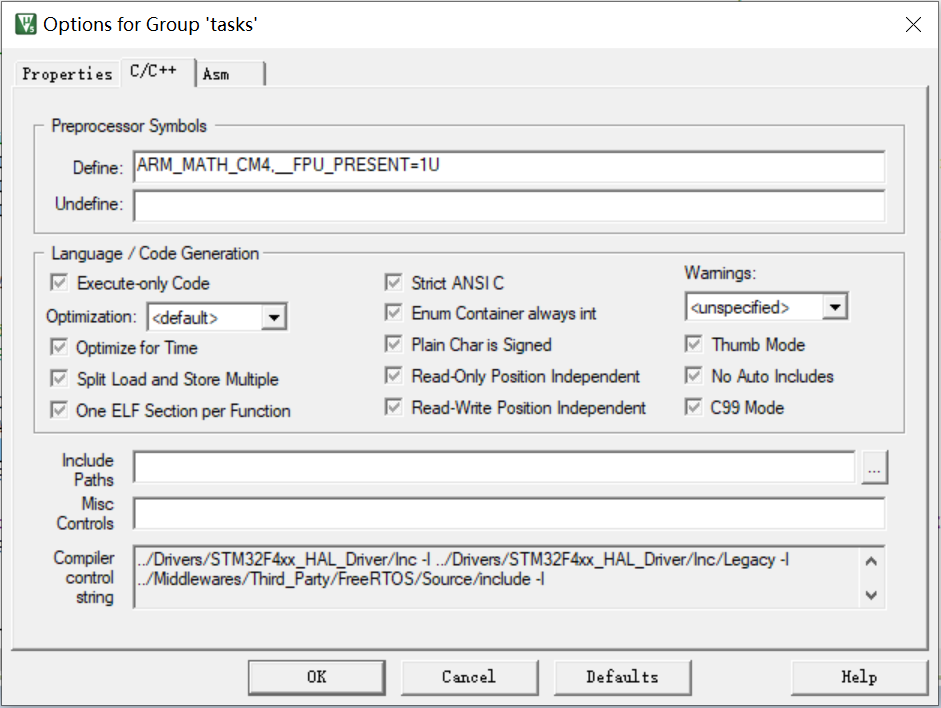 Options for Group 'tasks'
Properties C/C++ Asm
Preprocessor Symbols
Define: ARM_MATH_CM4,__FPU_PRESENT=1U
Undefine:
Language / Code Generation
Execute-only Code
Strict ANSI C
Warnings:
Optimization: <default>
Enum Container always int
<unspecified>
Optimize for Time
Plain Char is Signed
Thumb Mode
Split Load and Store Multiple
Read-Only Position Independent
No Auto Includes
One ELF Section per Function
Read-Write Position Independent
C99 Mode
Include
Paths
...
Misc
Controls
Compiler
control
string
../Drivers/STM32F4xx_HAL_Driver/Inc -I ../Drivers/STM32F4xx_HAL_Driver/Inc/Legacy -I
../Middlewares/Third_Party/FreeRTOS/Source/include -I
OK Cancel Defaults Help